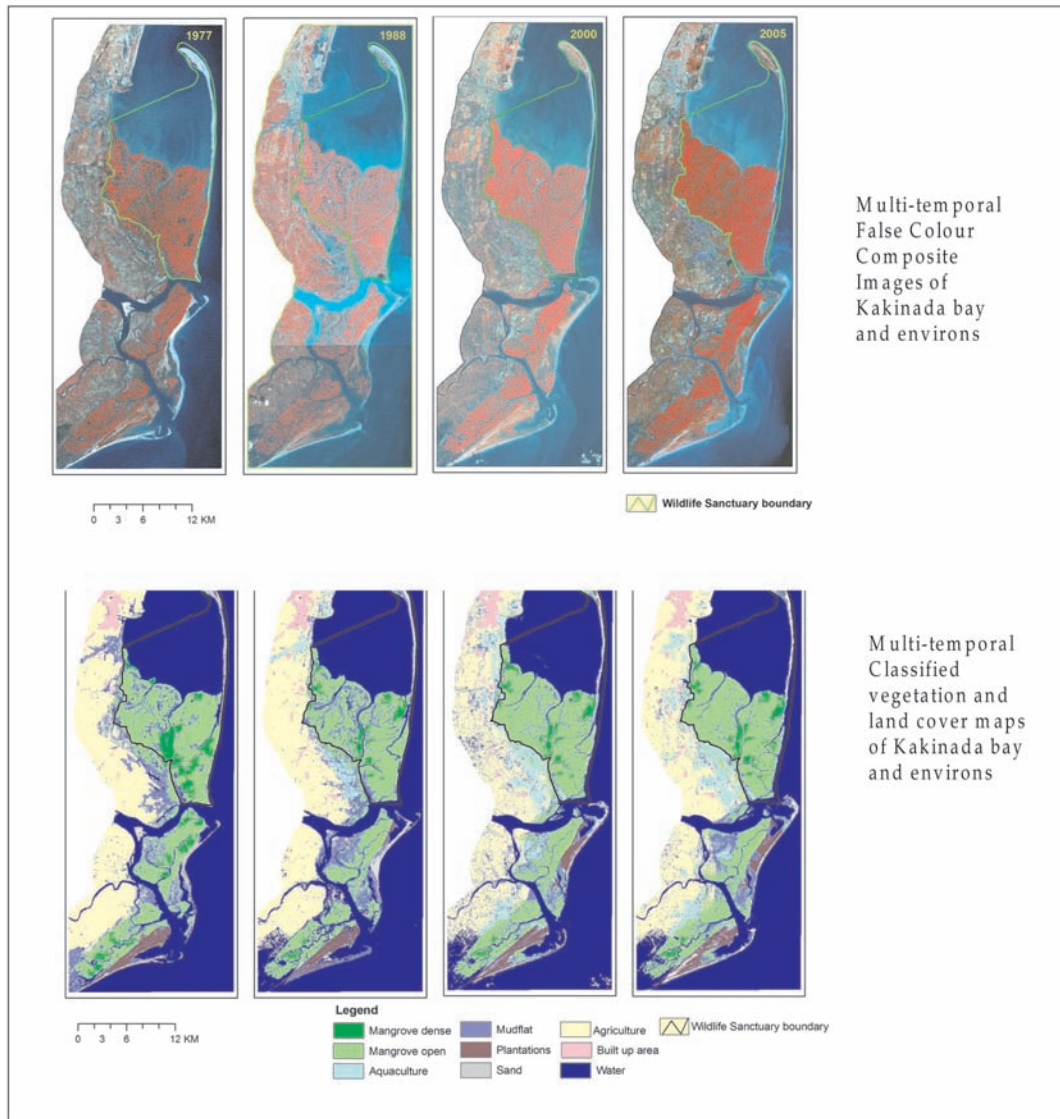 1977
1988
2000
2005
Multi-temporal
False Colour
Composite
Images of
Kakinada bay
and environs
0 3 6 12 KM
Wildlife Sanctuary boundary
Multi-temporal
Classified
vegetation and
land cover maps
of Kakinada bay
and environs
0 3 6 12 KM
Legend
Mangrove dense
Mangrove open
Aquaculture
Mudflat
Plantations
Sand
Agriculture
Built up area
Water
Wildlife Sanctuary boundary